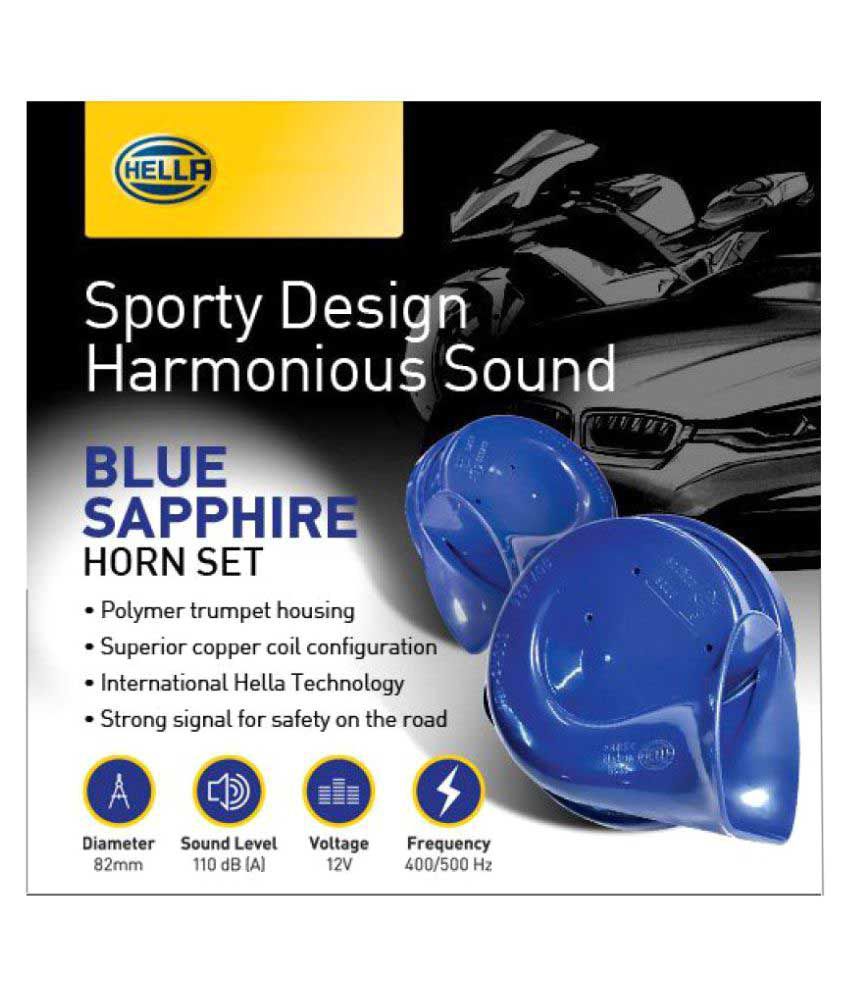 HELLA
Sporty Design
Harmonious Sound
BLUE
SAPPHIRE
HORN SET
• Polymer trumpet housing
• Superior copper coil configuration
• International Hella Technology
• Strong signal for safety on the road
Diameter
82mm
Sound Level
110 dB (A)
Voltage
12V
Frequency
400/500 Hz
HELLA